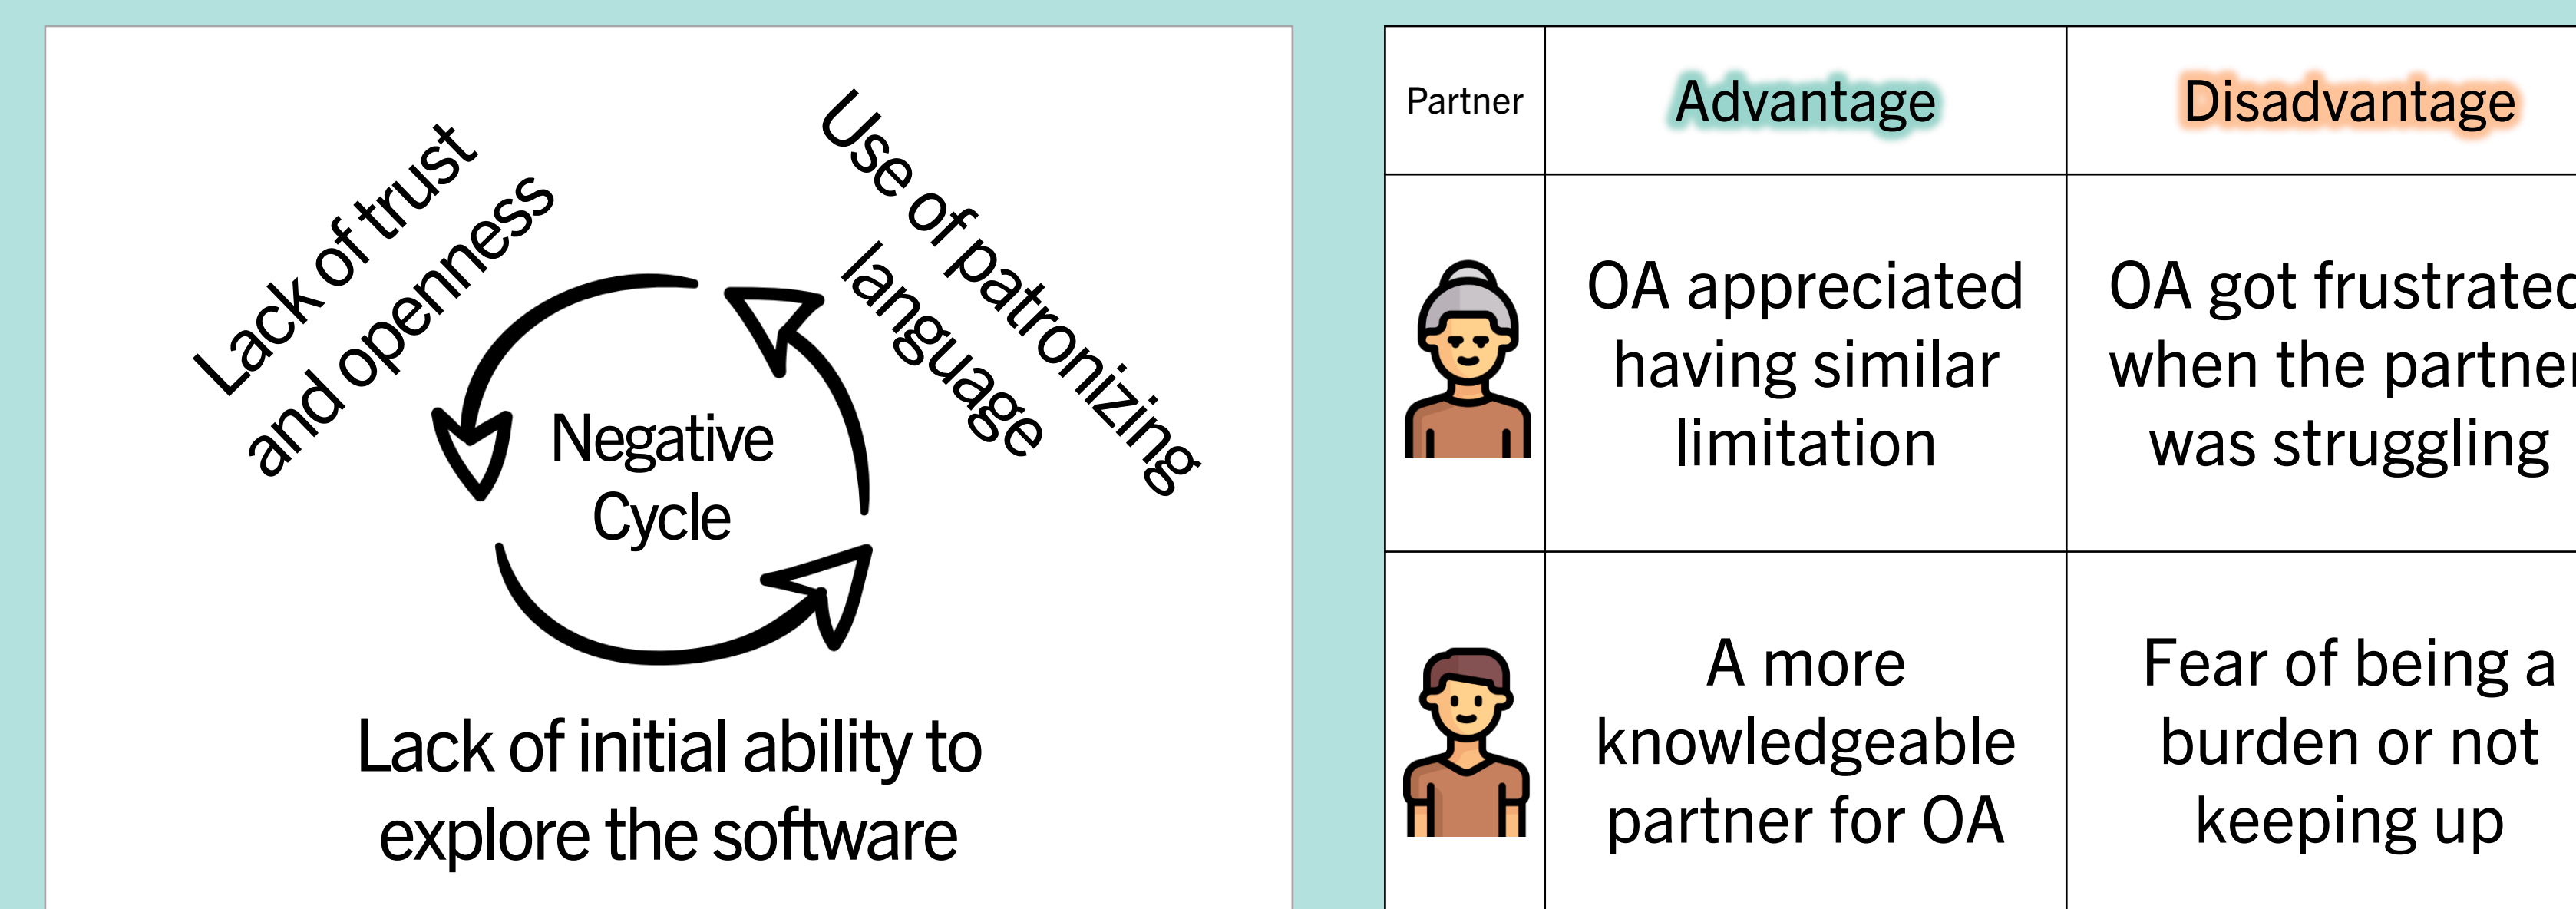 Lack of trust
and openness
Use of patronizing
language
Negative
Cycle
Lack of initial ability to
explore the software
Partner
Advantage
Disadvantage
OA appreciated
having similar
limitation
OA got frustrated
when the partner
was struggling
A more
knowledgeable
partner for OA
Fear of being a
burden or not
keeping up